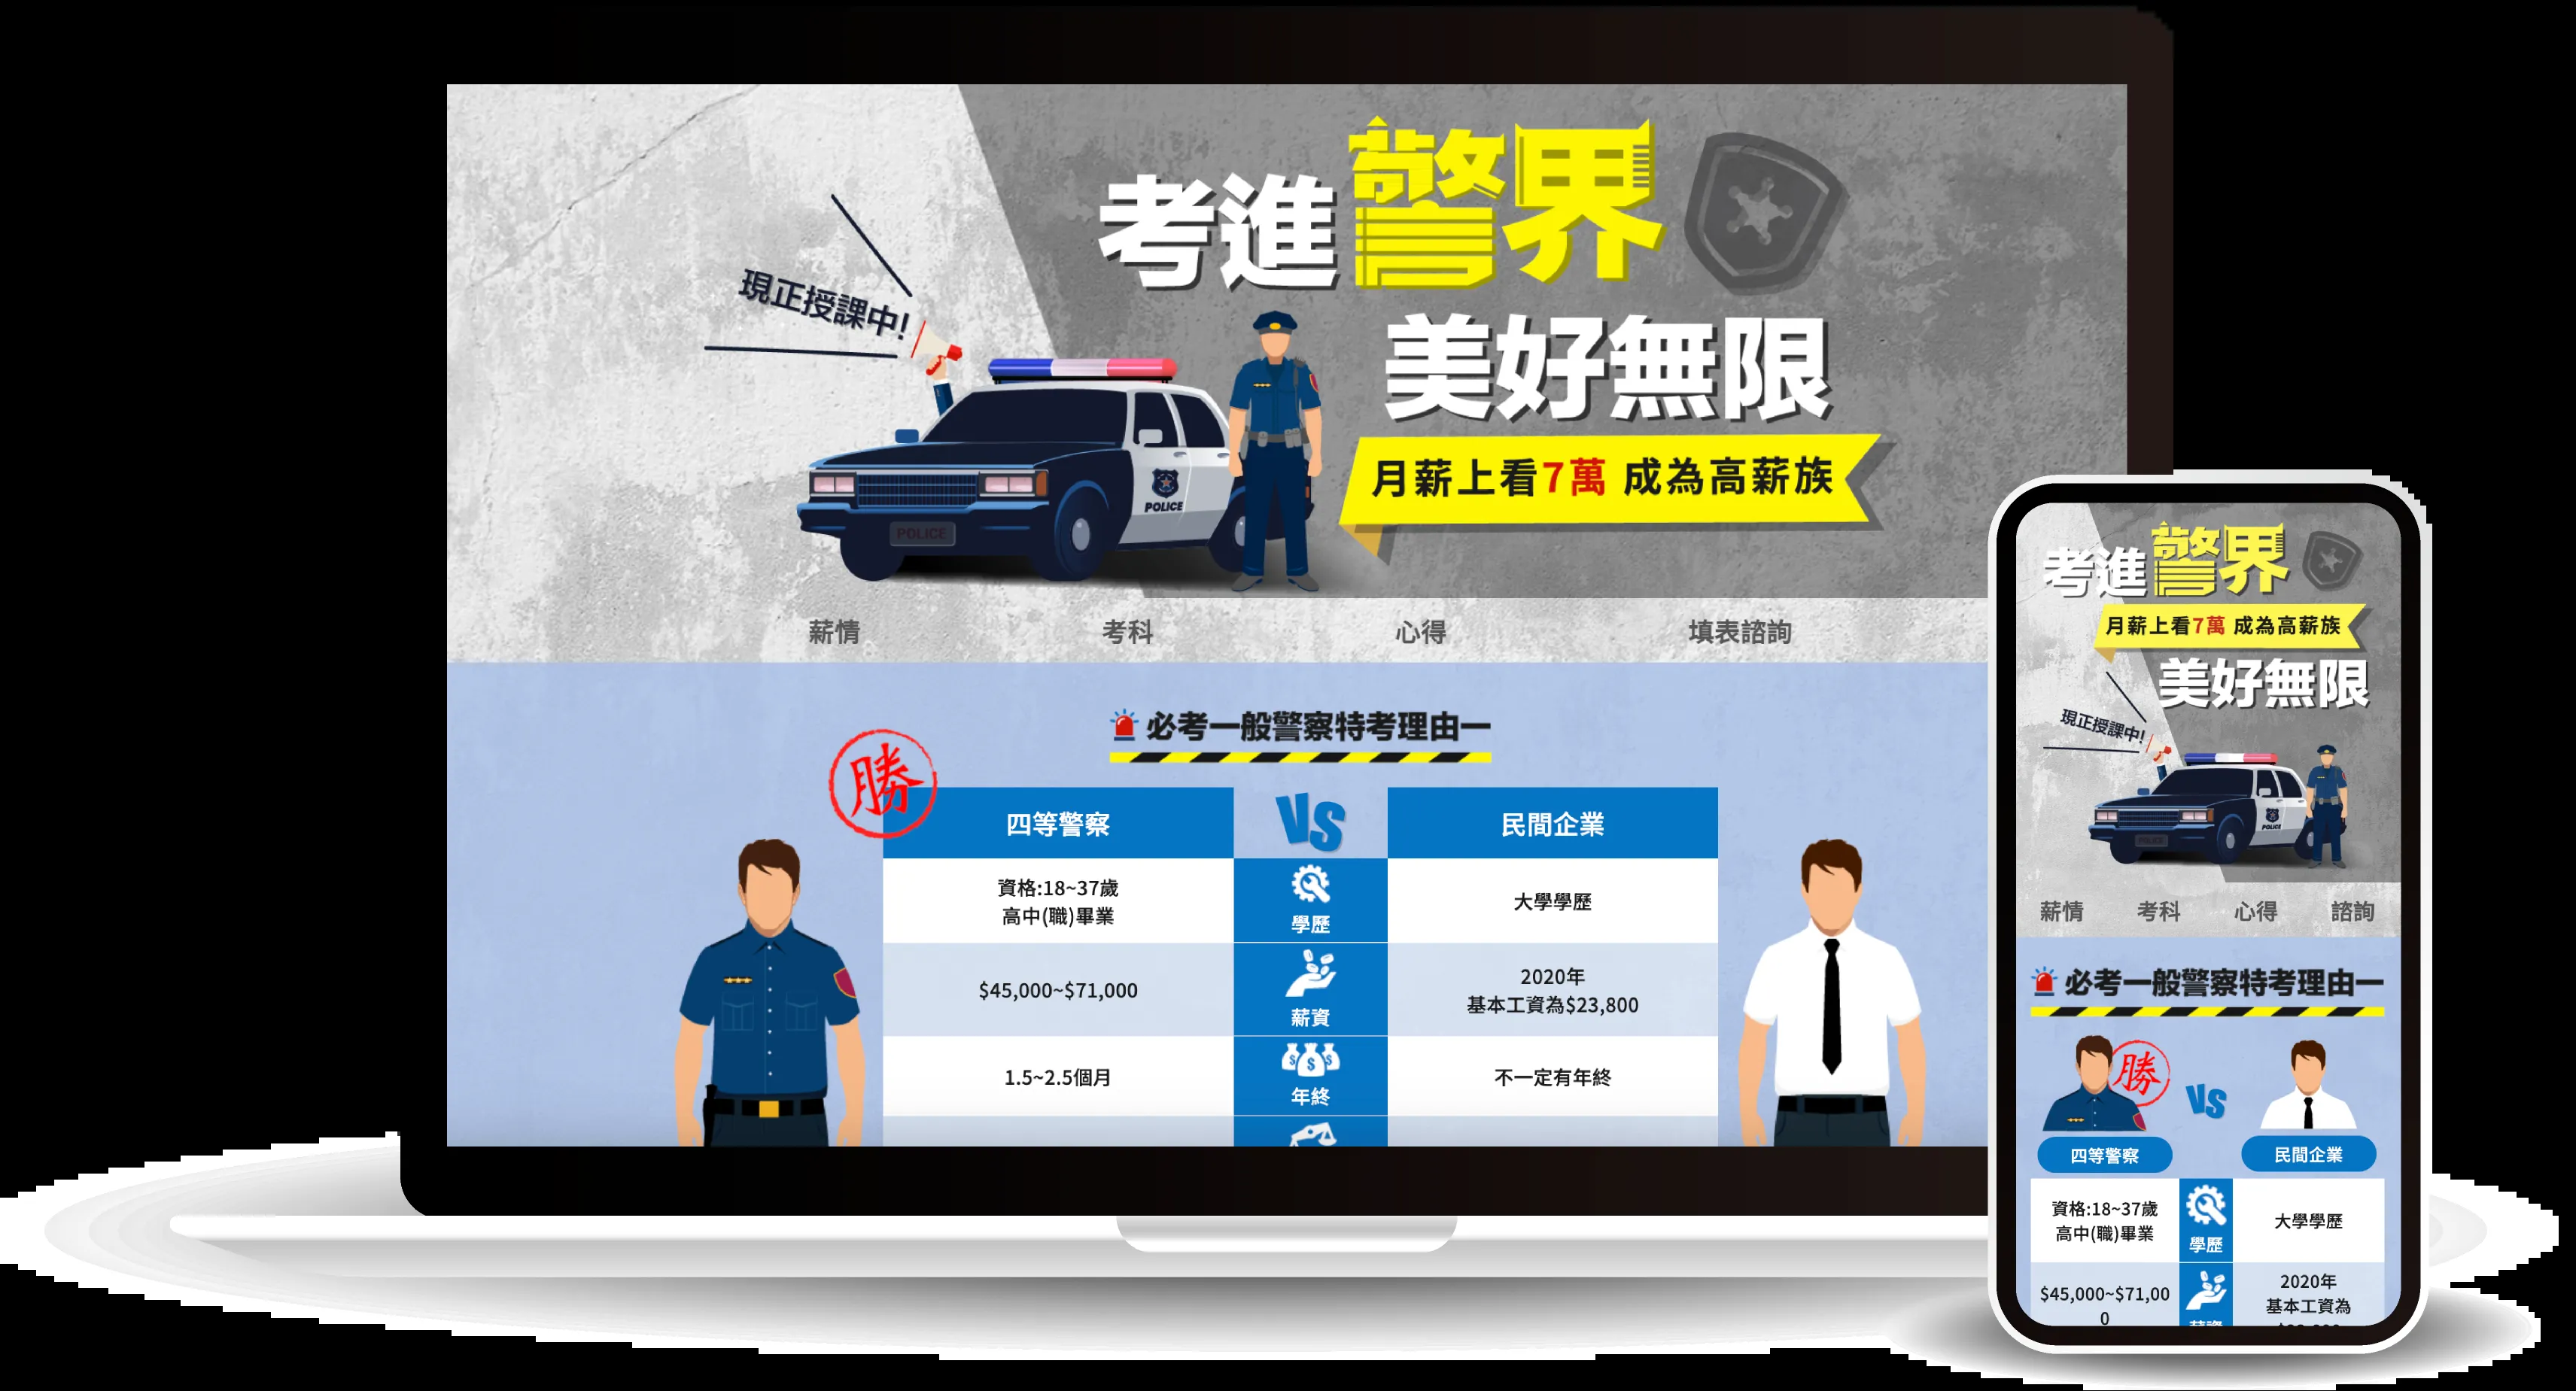 考進警界
美好無限
現正授課中!
月薪上看7萬 成為高薪族
POLICE
POLICE
薪情 考科 心得 填表諮詢
必考一般警察特考理由一
勝
四等警察 VS 民間企業
資格:18~37歲
高中(職)畢業
學歷
大學學歷
$45,000~$71,000
薪資
2020年
基本工資為$23,800
1.5~2.5個月
年終
不一定有年終
考進警界
月薪上看7萬 成為高薪族
美好無限
現正授課中!
POLICE
薪情 考科 心得 諮詢
必考一般警察特考理由一
勝
VS
四等警察 民間企業
資格:18~37歲
高中(職)畢業
學歷
大學學歷
$45,000~$71,00
0
2020年
基本工資為